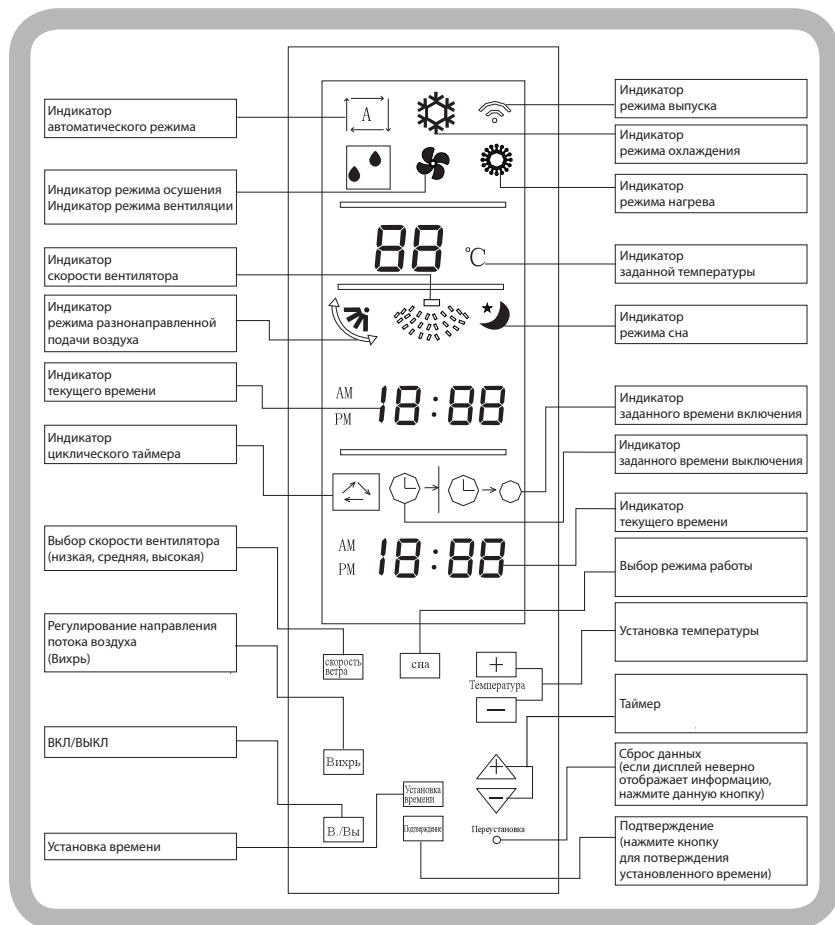 Индикатор
автоматического режима
Индикатор режима осушения
Индикатор режима вентиляции
Индикатор
скорости вентилятора
Индикатор
режима разнонаправленной
подачи воздуха
Индикатор
текущего времени
Индикатор
циклического таймера
Выбор скорости вентилятора
(низкая, средняя, высокая)
Регулирование направления
потока воздуха
(Вихрь)
ВКЛ/ВЫКЛ
Установка времени
A
88 °C
AM
PM
18:88
AM
PM
18:88
скорость
ветра
сна
+
Температура
—
Вихрь
Установка
времени
+
—
В./Вы
Подтверждение
Переустановка
Индикатор
режима выпуска
Индикатор
режима охлаждения
Индикатор
режима нагрева
Индикатор
заданной температуры
Индикатор
режима сна
Индикатор
заданного времени включения
Индикатор
заданного времени выключения
Индикатор
текущего времени
Выбор режима работы
Установка температуры
Таймер
Сброс данных
(если дисплей неверно
отображает информацию,
нажмите данную кнопку)
Подтверждение
(нажмите кнопку
для потверждения
установленного времени)